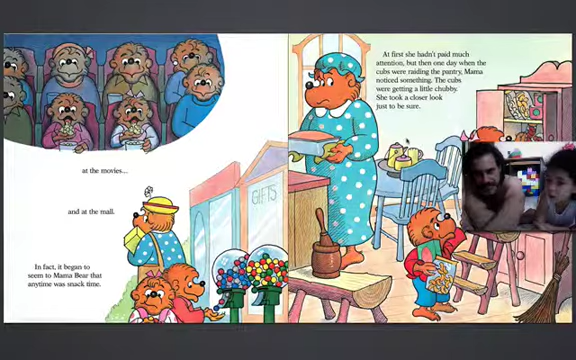 at the movies...
and at the mall.
In fact, it began to
seem to Mama Bear that
anytime was snack time.
GIFTS
At first she hadn't paid much
attention, but then one day when the
cubs were raiding the pantry, Mama
noticed something. The cubs
were getting a little chubby.
She took a closer look
just to be sure.